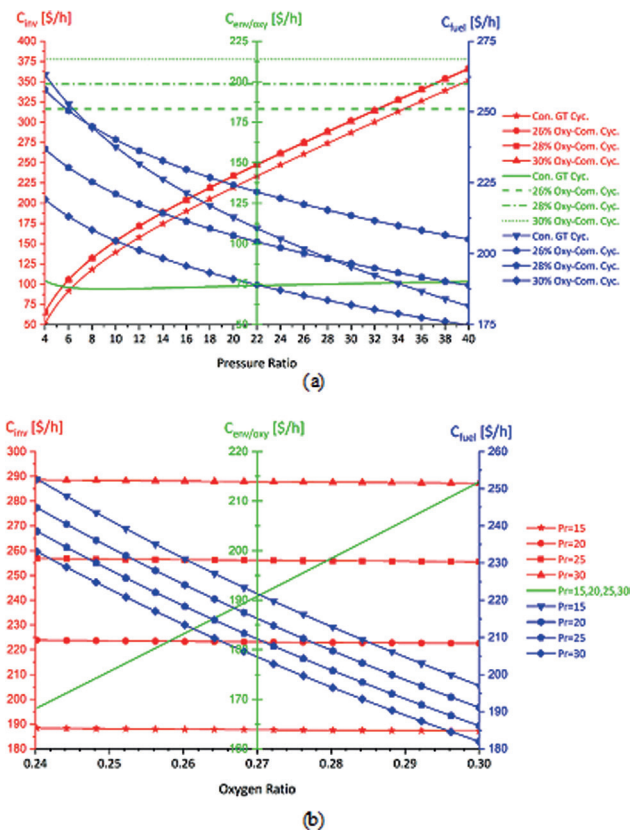 C_inv [$/h] C_env/oxy [$/h] C_fuel [$/h]
400 225 275
375
350 200
325
300 175 250
275
250 150
225
200 125 225
175
150 100 200
125
100 75
75
50 50 175
4 6 8 10 12 14 16 18 20 22 24 26 28 30 32 34 36 38 40
Pressure Ratio
Con. GT Cyc.
26% Oxy-Com. Cyc.
28% Oxy-Com. Cyc.
30% Oxy-Com. Cyc.
Con. GT Cyc.
26% Oxy-Com. Cyc.
28% Oxy-Com. Cyc.
30% Oxy-Com. Cyc.
Con. GT Cyc.
26% Oxy-Com. Cyc.
28% Oxy-Com. Cyc.
30% Oxy-Com. Cyc.
(a)
C_inv [$/h] C_env/oxy [$/h] C_fuel [$/h]
300 220 260
290
280 210 250
270
260 240
250 200
240 230
230 190
220 220
210 180
200 210
190 170 200
180 160 190
180
0.24 0.25 0.26 0.27 0.28 0.29 0.30
Oxygen Ratio
Pr=15
Pr=20
Pr=25
Pr=30
Pr=15,20,25,30
Pr=15
Pr=20
Pr=25
Pr=30
(b)